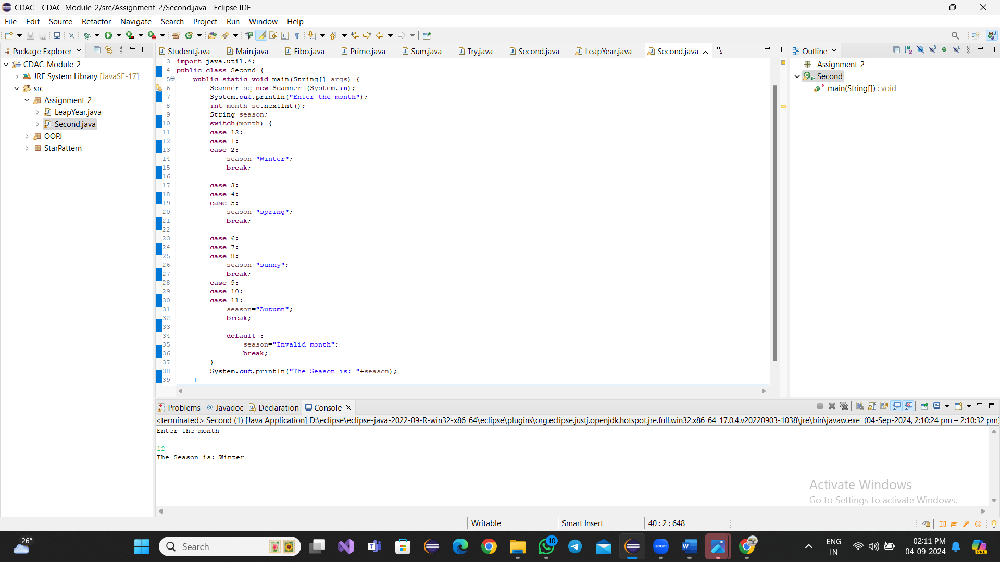 CDAC - CDAC_Module_2/src/Assignment_2/Second.java - Eclipse IDE
File Edit Source Refactor Navigate Search Project Run Window Help
Package Explorer
CDAC_Module_2
JRE System Library [JavaSE-17]
src
Assignment_2
LeapYear.java
Second.java
OOPJ
StarPattern
Student.java Main.java Fibo.java Prime.java Sum.java Try.java Second.java LeapYear.java Second.java »5
3 import java.util.*;
4 public class Second {
5 public static void main(String[] args) {
6 Scanner sc=new Scanner (System.in);
7 System.out.println("Enter the month");
8 int month=sc.nextInt();
9 String season;
10 switch(month) {
11 case 12:
12 case 1:
13 case 2:
14 season="Winter";
15 break;
16
17 case 3:
18 case 4:
19 case 5:
20 season="spring";
21 break;
22
23 case 6:
24 case 7:
25 case 8:
26 season="sunny";
27 break;
28 case 9:
29 case 10:
30 case 11:
31 season="Autumn";
32 break;
33
34 default :
35 season="Invalid month";
36 break;
37 }
38 System.out.println("The Season is: "+season);
39 }
Outline
Assignment_2
Second
main(String[]) : void
Problems @ Javadoc Declaration Console
<terminated> Second (1) [Java Application] D:\eclipse\eclipse-java-2022-09-R-win32-x86_64\eclipse\plugins\org.eclipse.justj.openjdk.hotspot.jre.full.win32.x86_64_17.0.4.v20220903-1038\jre\bin\javaw.exe (04-Sep-2024, 2:10:24 pm – 2:10:32 pm)
Enter the month
12
The Season is: Winter
Activate Windows
Go to Settings to activate Windows.
Writable Smart Insert 40 : 2 : 648
26°
Search
10
zoom
ENG
IN
02:11 PM
04-09-2024
PRE